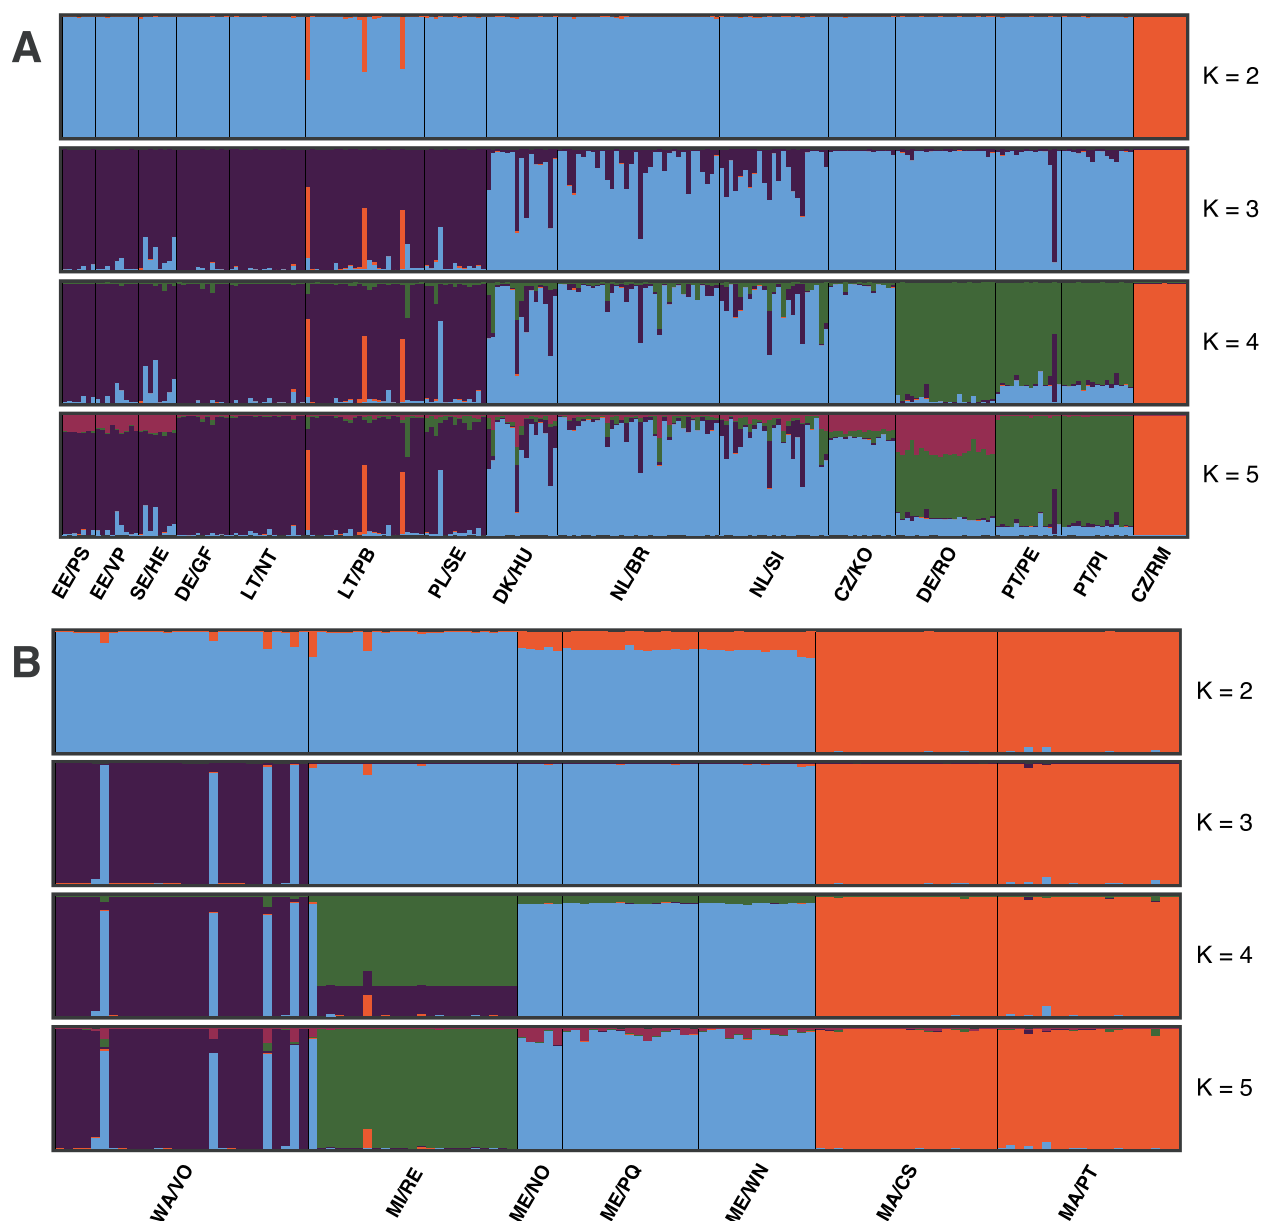 A
K = 2
K = 3
K = 4
K = 5
EE/PS EE/VP SE/HE DE/GF LT/NT LT/PB PL/SE DK/HU NL/BR NL/SI CZ/KO DE/RO PT/PE PT/PI CZ/RM
B
K = 2
K = 3
K = 4
K = 5
WA/VO MI/RE ME/NO ME/PQ ME/WN MA/CS MA/PT